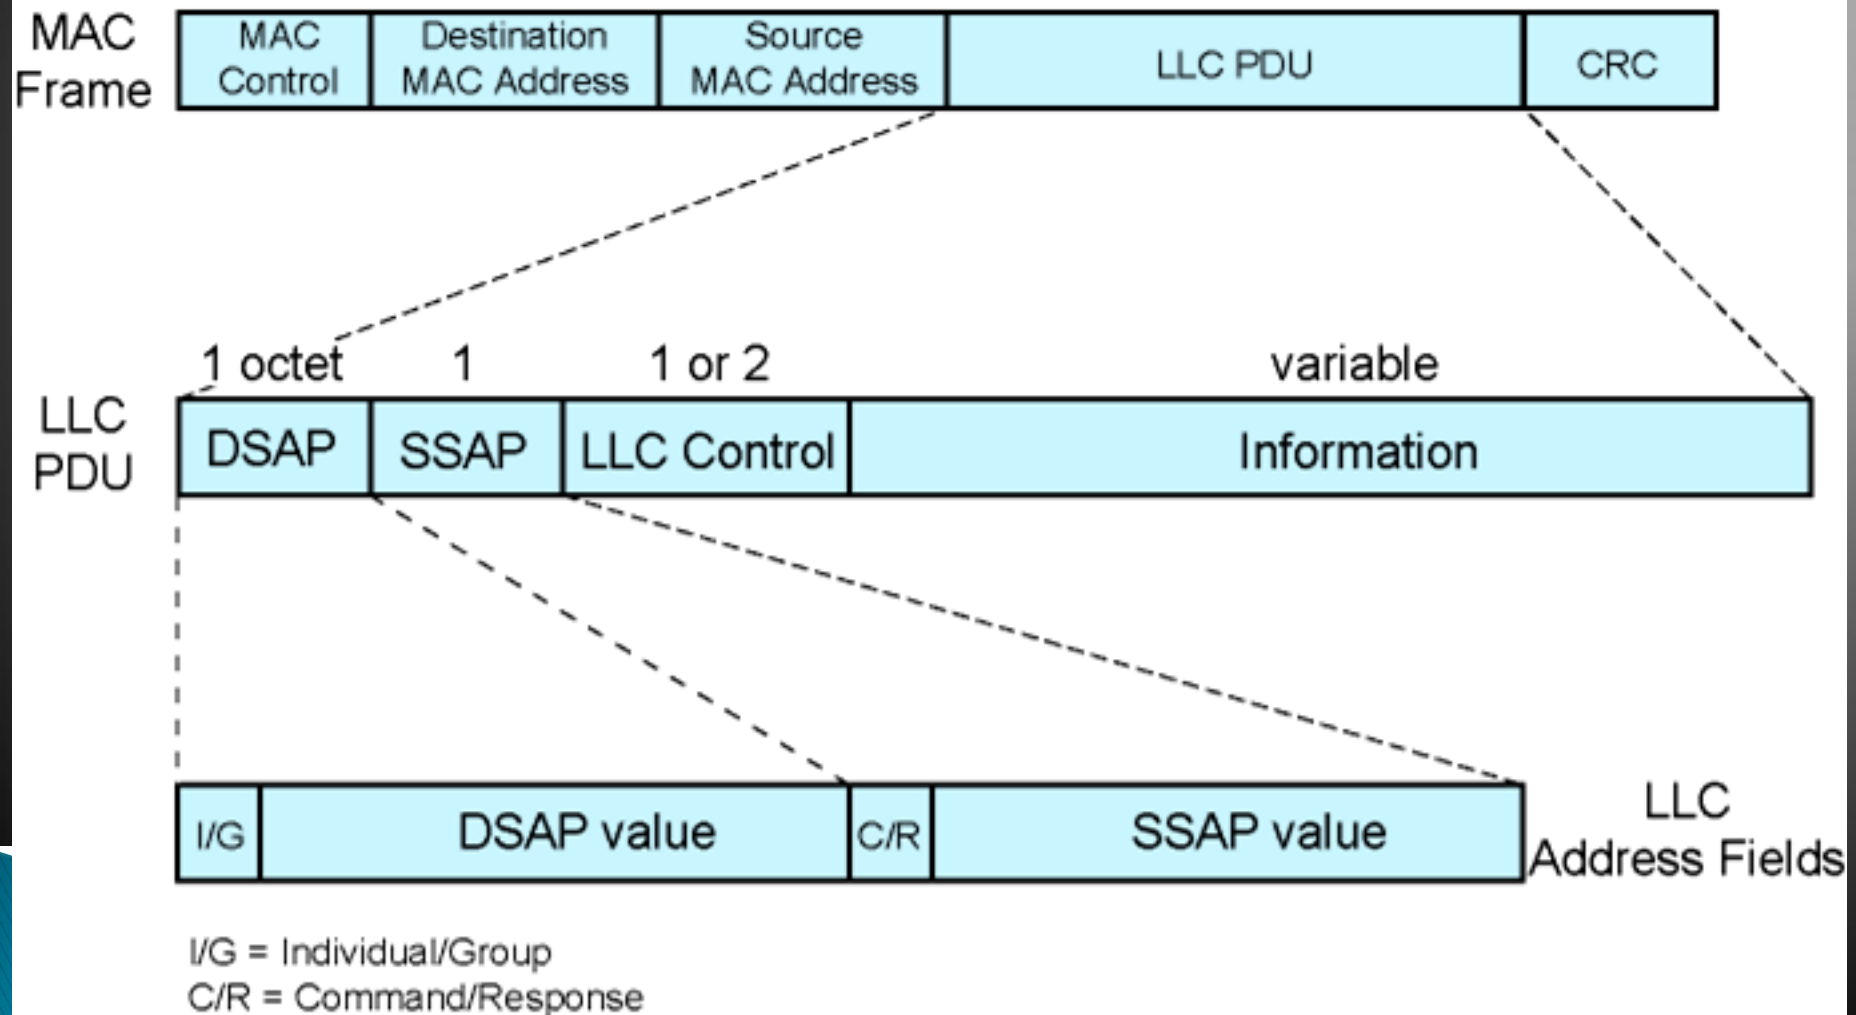 MAC
Frame
MAC
Control
Destination
MAC Address
Source
MAC Address
LLC PDU
CRC
1 octet
1
1 or 2
variable
LLC
PDU
DSAP
SSAP
LLC Control
Information
I/G
DSAP value
C/R
SSAP value
LLC
Address Fields
I/G = Individual/Group
C/R = Command/Response